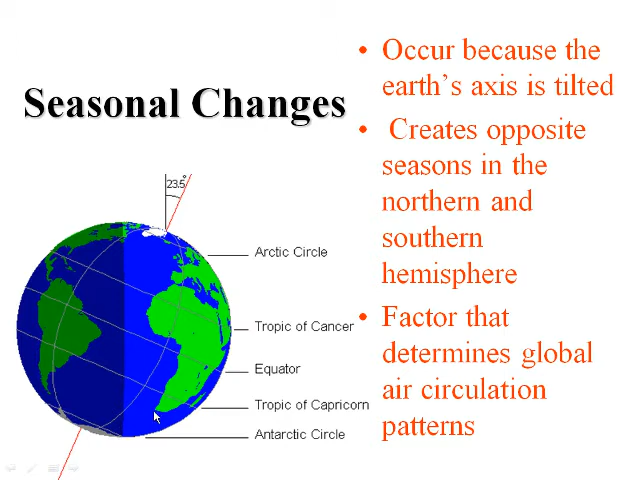 Seasonal Changes
• Occur because the
earth's axis is tilted
• Creates opposite
seasons in the
northern and
southern
hemisphere
• Factor that
determines global
air circulation
patterns
23.5°
Arctic Circle
Tropic of Cancer
Equator
Tropic of Capricorn
Antarctic Circle